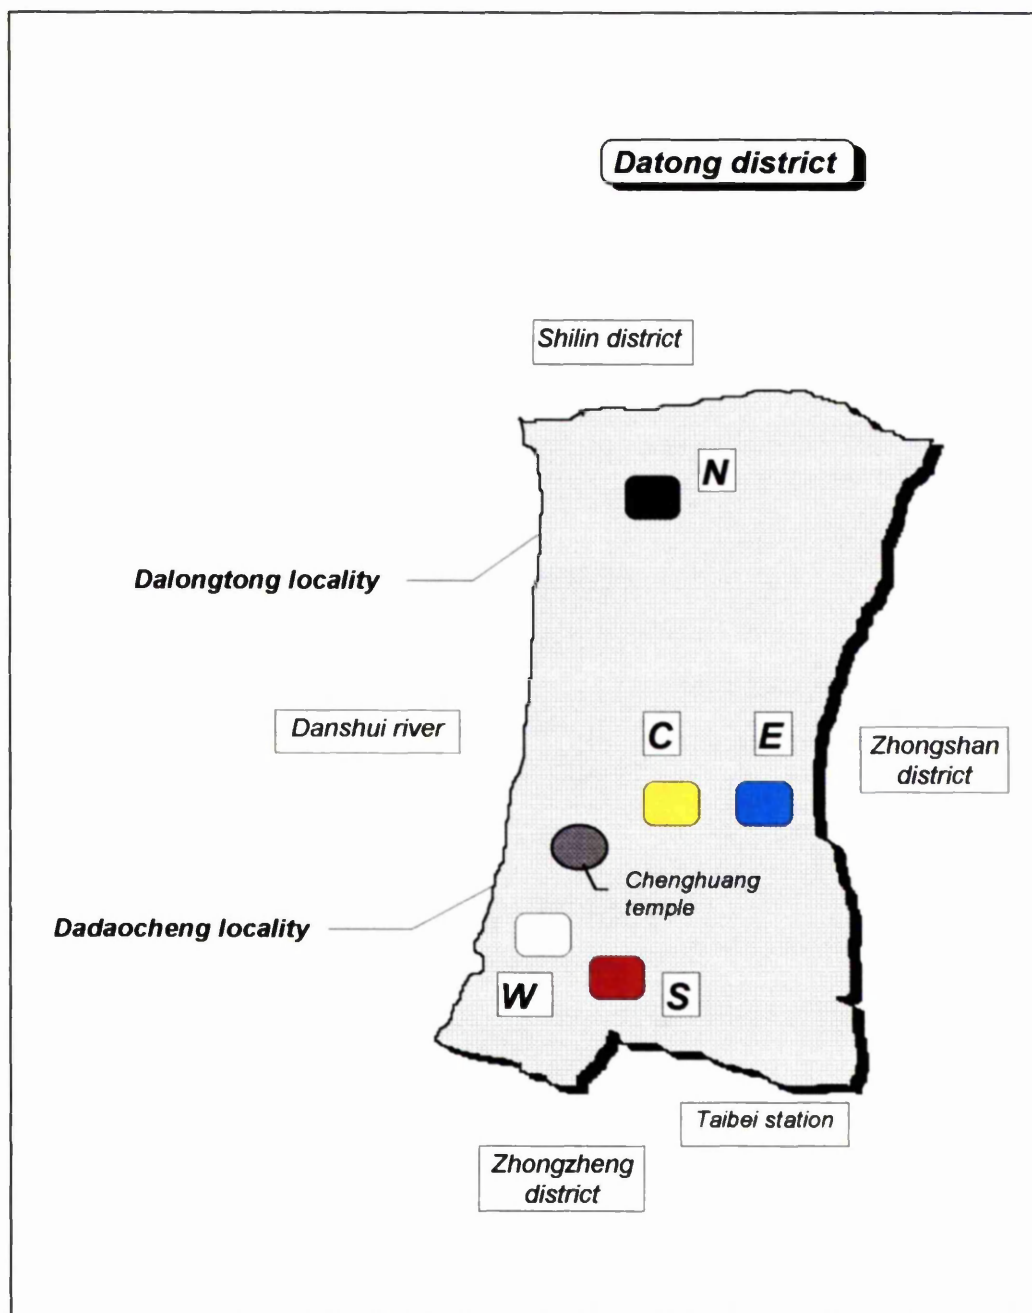 Datong district
Shilin district
N
Dalongtong locality
Danshui river
C
E
Zhongshan
district
Chenghuang
temple
Dadaocheng locality
W
S
Taibei station
Zhongzheng
district